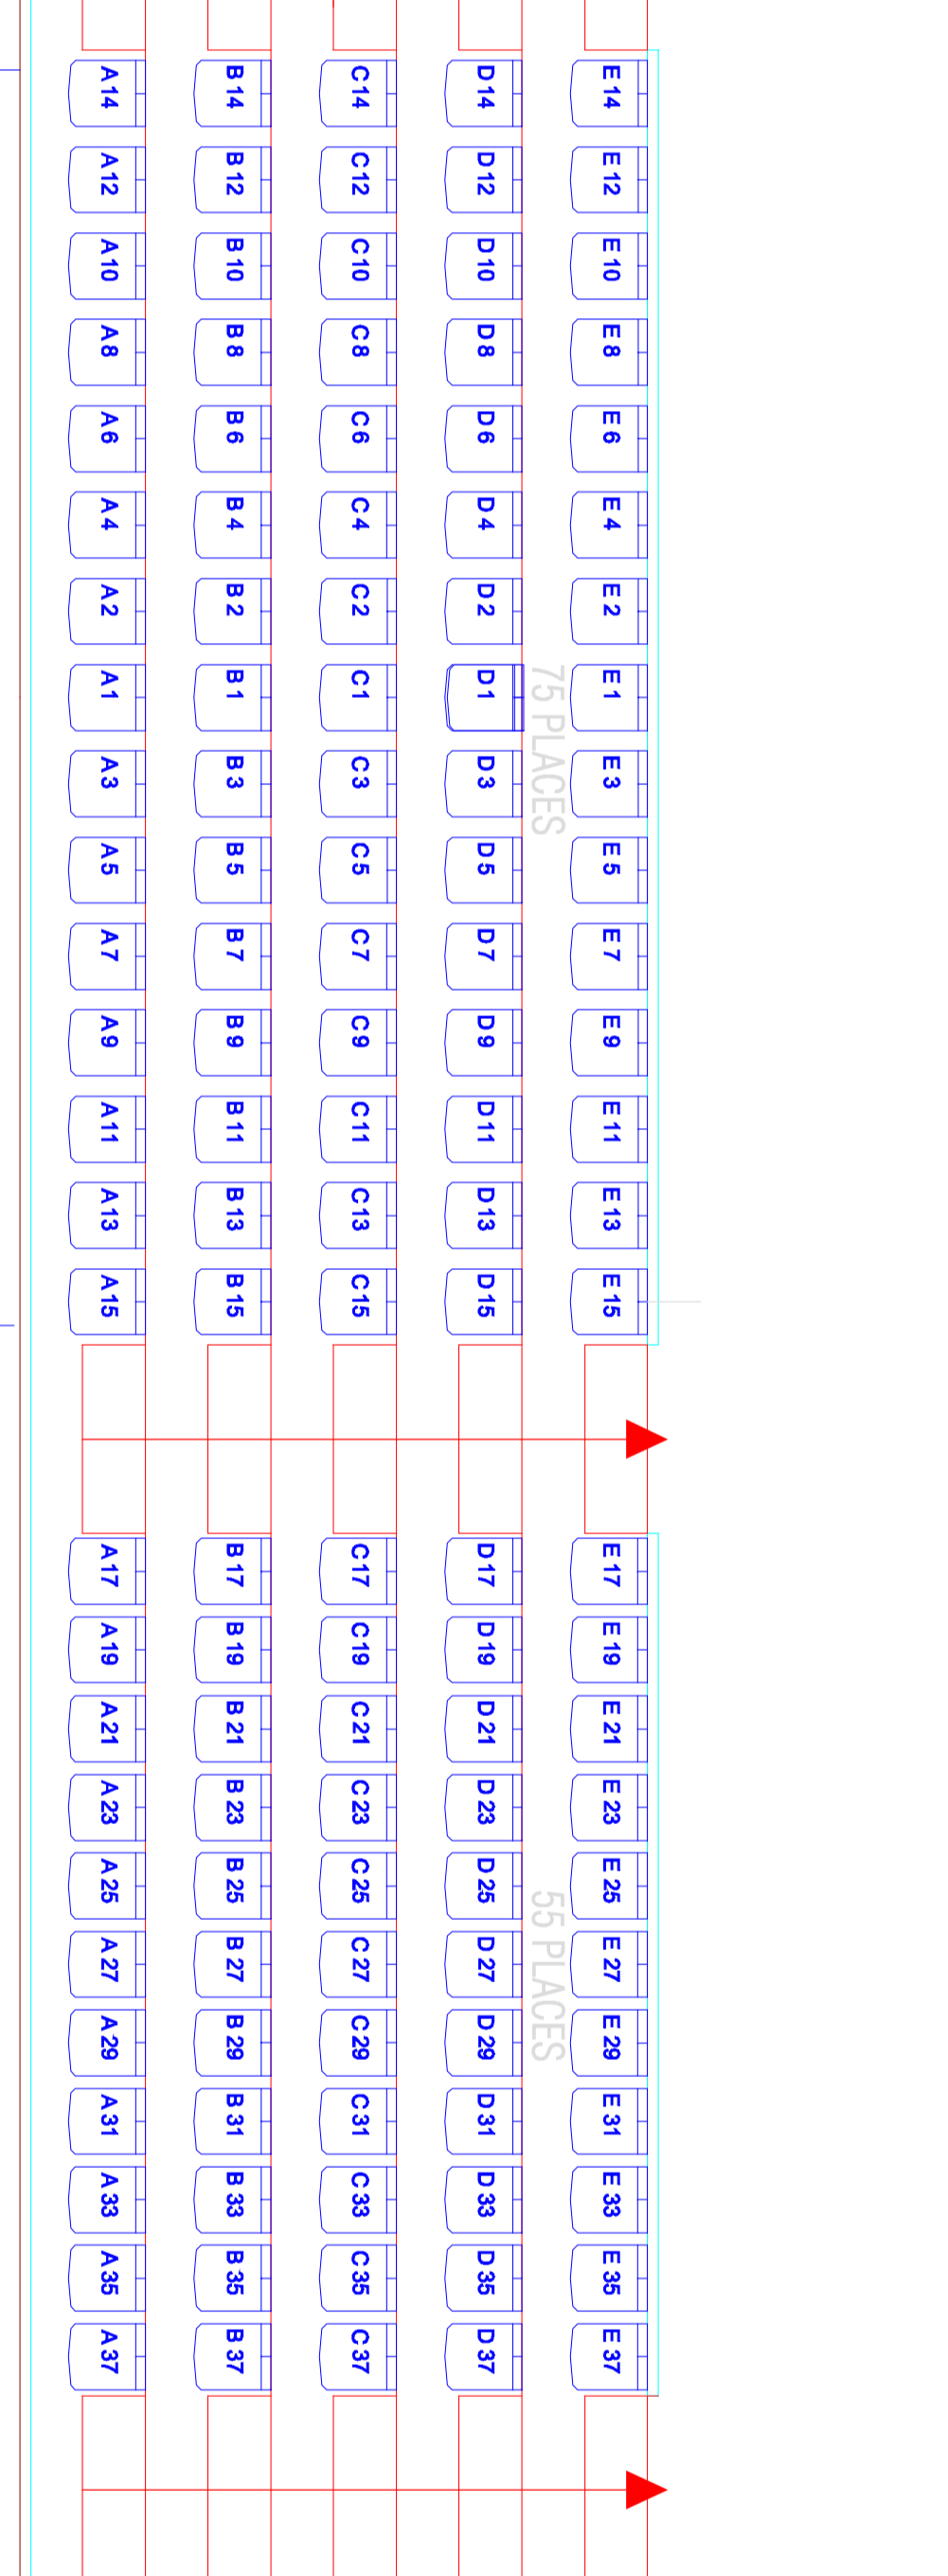 A 14 B 14 C 14 D 14 E 14
A 12 B 12 C 12 D 12 E 12
A 10 B 10 C 10 D 10 E 10
A 8 B 8 C 8 D 8 E 8
A 6 B 6 C 6 D 6 E 6
A 4 B 4 C 4 D 4 E 4
A 2 B 2 C 2 D 2 E 2
A 1 B 1 C 1 D 1 E 1
75 PLACES
A 3 B 3 C 3 D 3 E 3
A 5 B 5 C 5 D 5 E 5
A 7 B 7 C 7 D 7 E 7
A 9 B 9 C 9 D 9 E 9
A 11 B 11 C 11 D 11 E 11
A 13 B 13 C 13 D 13 E 13
A 15 B 15 C 15 D 15 E 15
A 17 B 17 C 17 D 17 E 17
A 19 B 19 C 19 D 19 E 19
A 21 B 21 C 21 D 21 E 21
A 23 B 23 C 23 D 23 E 23
A 25 B 25 C 25 D 25 E 25
55 PLACES
A 27 B 27 C 27 D 27 E 27
A 29 B 29 C 29 D 29 E 29
A 31 B 31 C 31 D 31 E 31
A 33 B 33 C 33 D 33 E 33
A 35 B 35 C 35 D 35 E 35
A 37 B 37 C 37 D 37 E 37